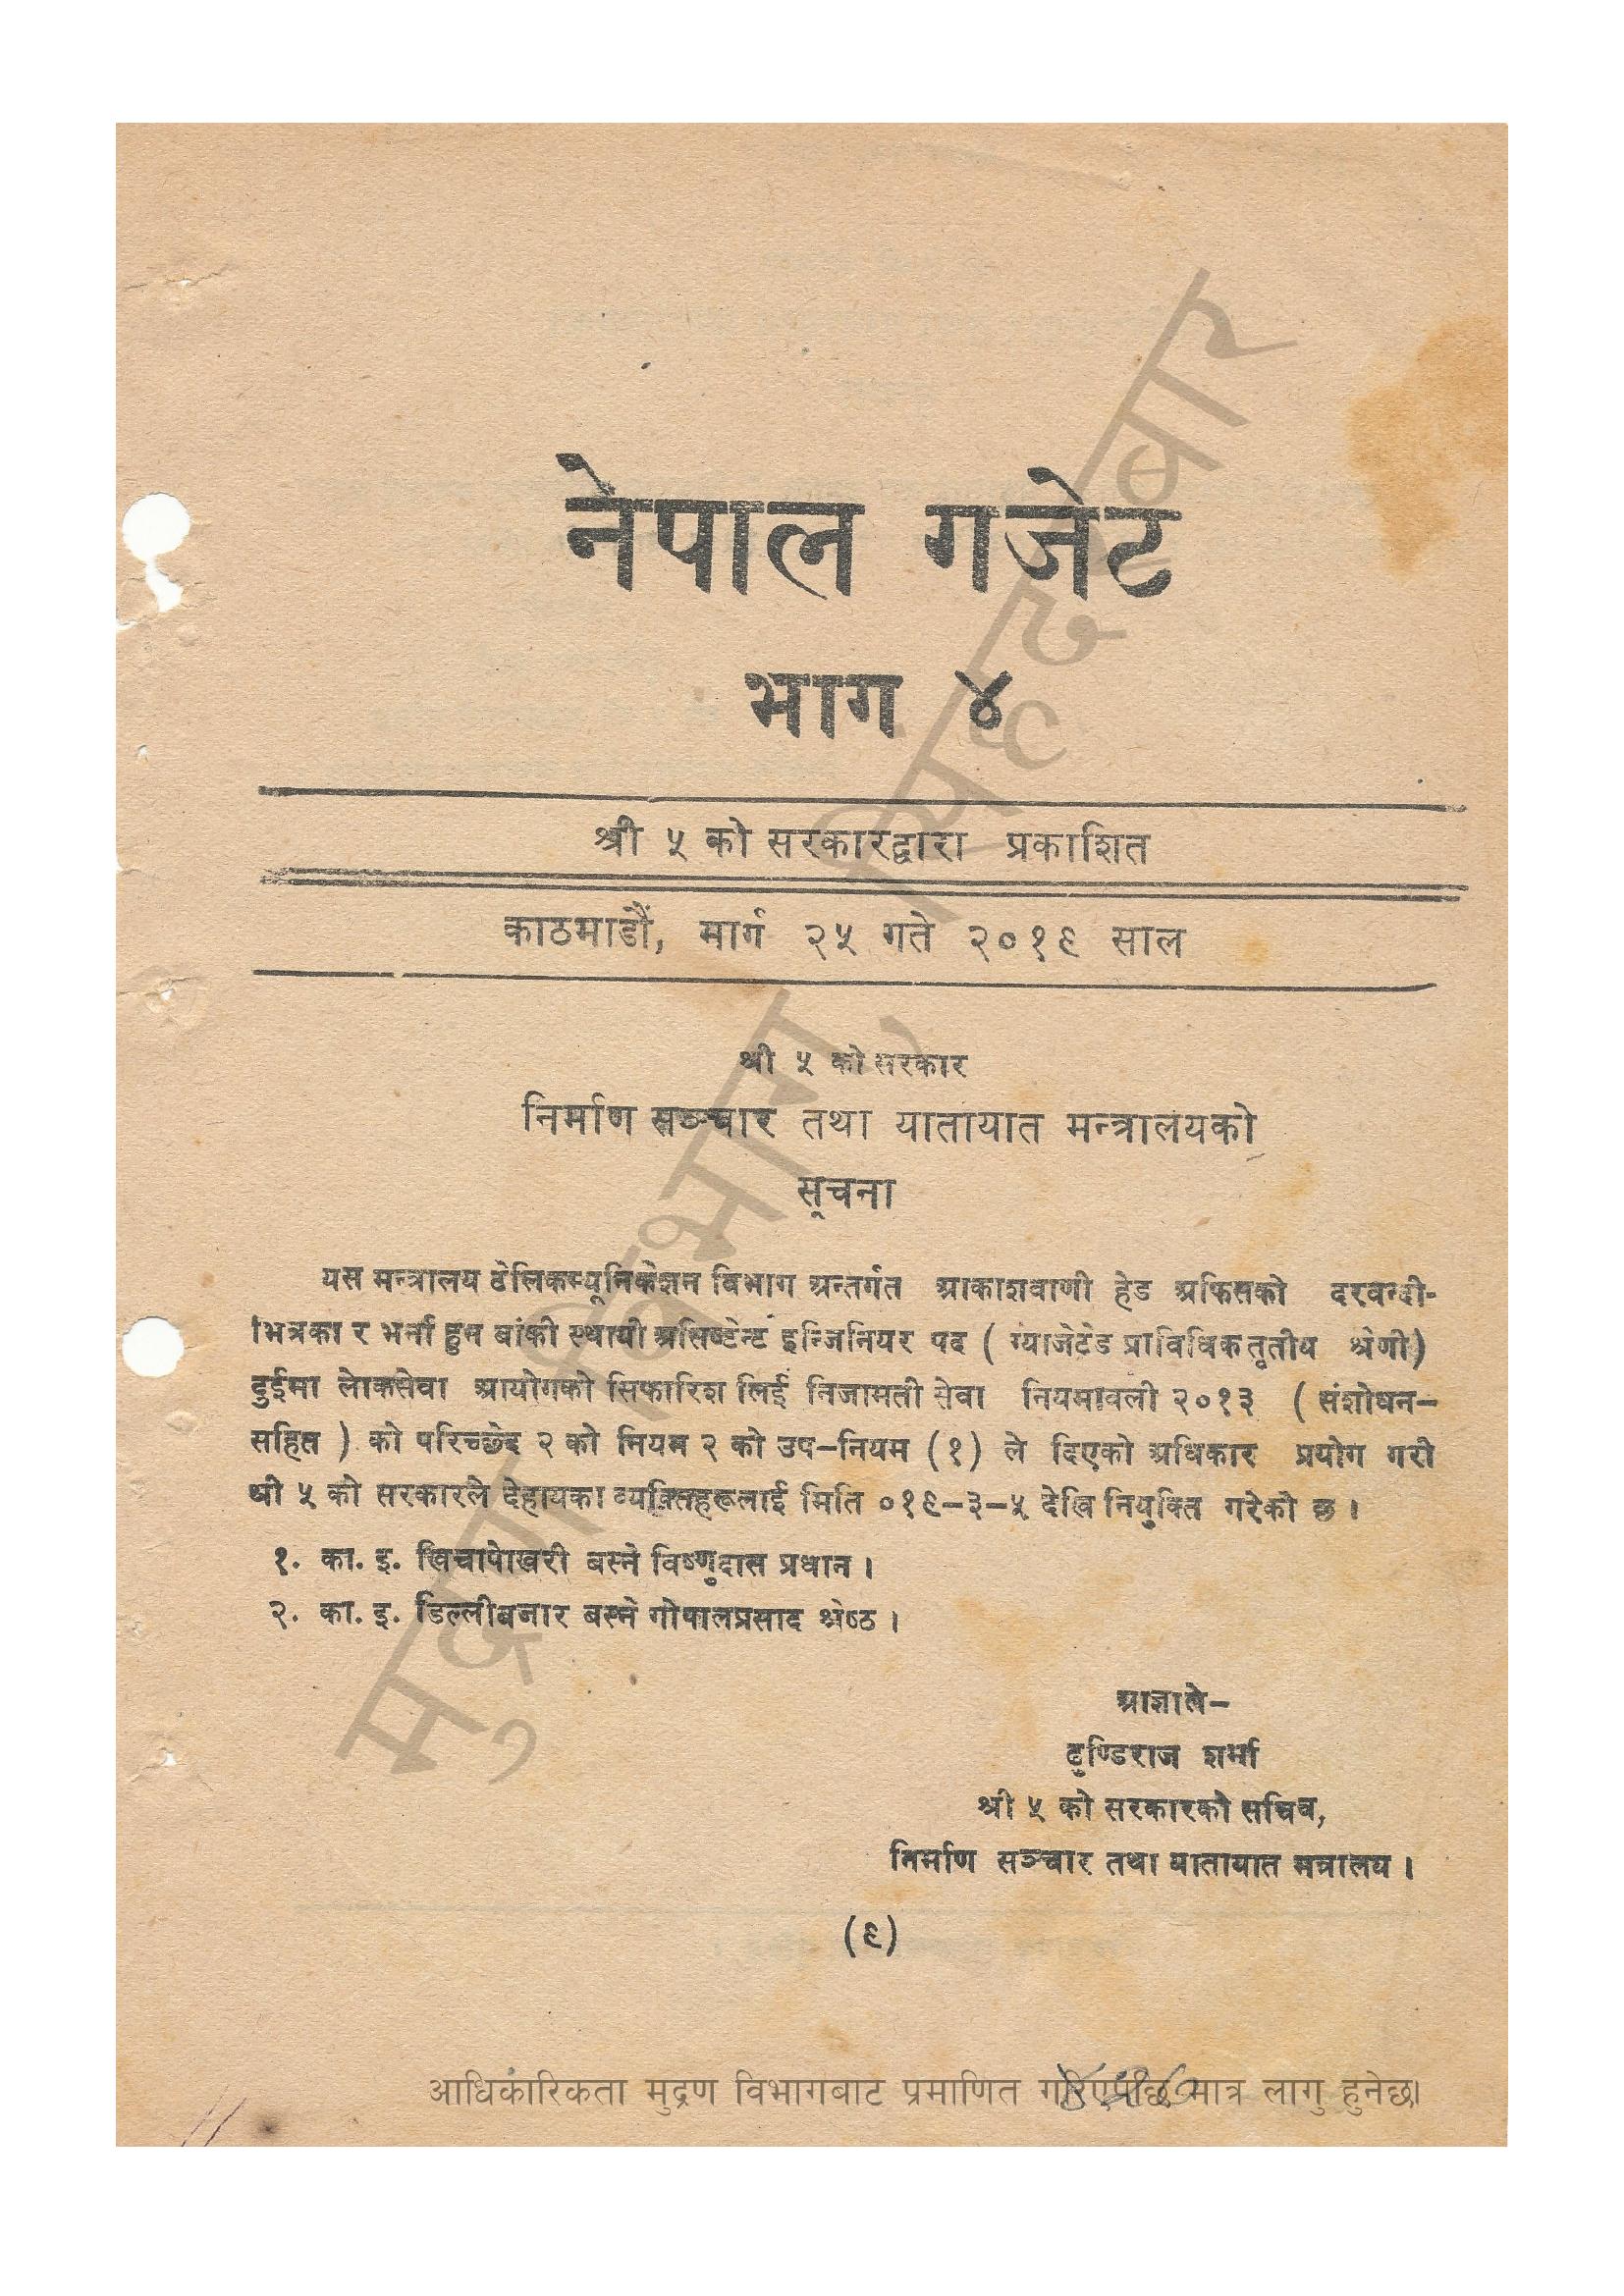 नेपाल गजेट
भाग ४
श्री ५ को सरकारद्वारा प्रकाशित
काठमाडौं, मार्ग २५ गते २०१९ साल
श्री ५ को सरकार
निर्माण सञ्चार तथा यातायात मन्त्रालयको
सूचना
यस मन्त्रालय टेलिकम्यूनिकेशन विभाग अन्तर्गत आकाशवाणी हेड अफिसको दरवन्दी-
भित्रका र भर्ना हुन बांकी स्थायी असिष्टेन्ट इन्जिनियर पद ( ग्याजेटेड प्राविधिक तृतीय श्रेणी)
दुईमा लोकसेवा आयोगको सिफारिश लिई निजामती सेवा नियमावली २०१३ ( संशोधन-
सहित ) को परिच्छेद २ को नियम २ को उप-नियम (१) ले दिएको अधिकार प्रयोग गरी
श्री ५ को सरकारले देहायका व्यक्तिहरूलाई मिति ०१९-३-५ देखि नियुक्ति गरेको छ ।
१. का. इ. खिचापोखरी बस्ने विष्णुदास प्रधान ।
२. का. इ. डिल्लीबजार बस्ने गोपालप्रसाद श्रेष्ठ ।
आज्ञाले-
ढुण्डिराज शर्मा
श्री ५ को सरकारको सचिव,
निर्माण सञ्चार तथा यातायात मन्त्रालय ।
(९)
आधिकारिकता मुद्रण विभागबाट प्रमाणित गरिएपछि मात्र लागु हुनेछ।